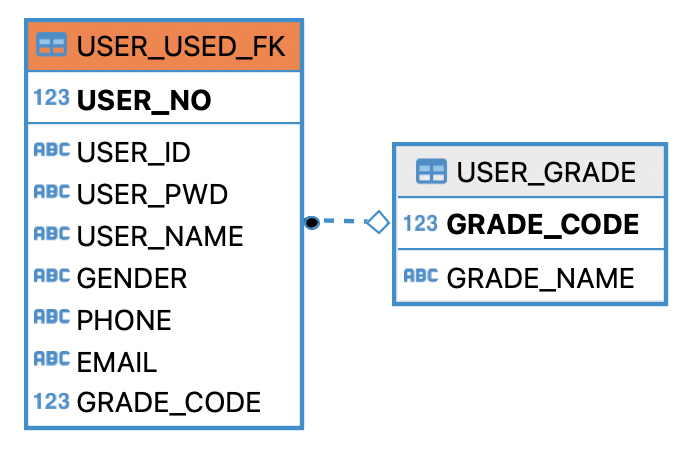 USER_USED_FK
123 USER_NO
ABC USER_ID
ABC USER_PWD
ABC USER_NAME
ABC GENDER
ABC PHONE
ABC EMAIL
123 GRADE_CODE
USER_GRADE
123 GRADE_CODE
ABC GRADE_NAME